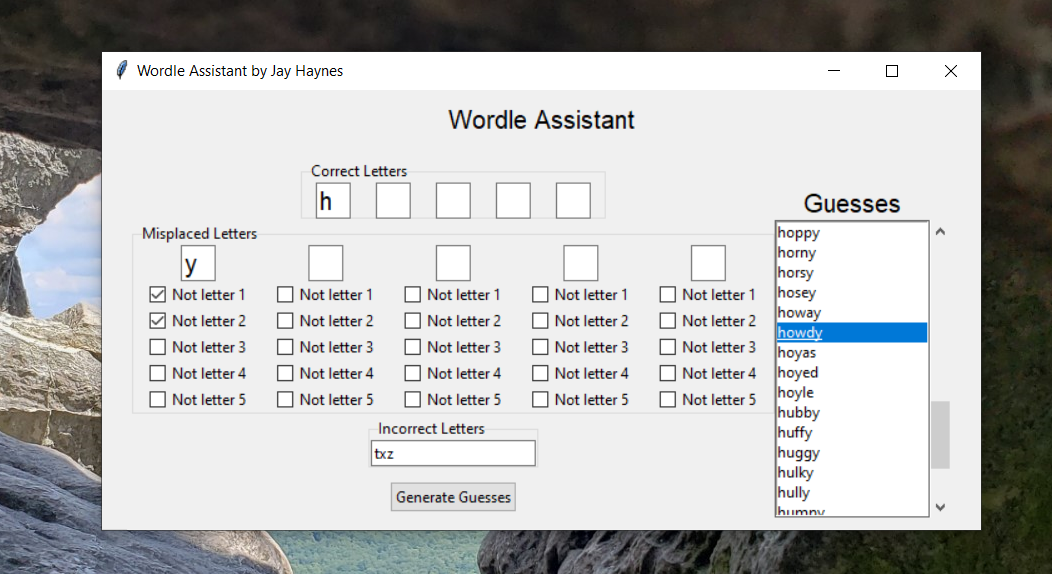 Wordle Assistant by Jay Haynes
Wordle Assistant
Correct Letters
h
Misplaced Letters
y
Not letter 1 Not letter 1 Not letter 1 Not letter 1 Not letter 1
Not letter 2 Not letter 2 Not letter 2 Not letter 2 Not letter 2
Not letter 3 Not letter 3 Not letter 3 Not letter 3 Not letter 3
Not letter 4 Not letter 4 Not letter 4 Not letter 4 Not letter 4
Not letter 5 Not letter 5 Not letter 5 Not letter 5 Not letter 5
Incorrect Letters
txz
Generate Guesses
Guesses
hoppy
horny
horsy
hosey
howay
howdy
hoyas
hoyed
hoyle
hubby
huffy
huggy
hulky
hully